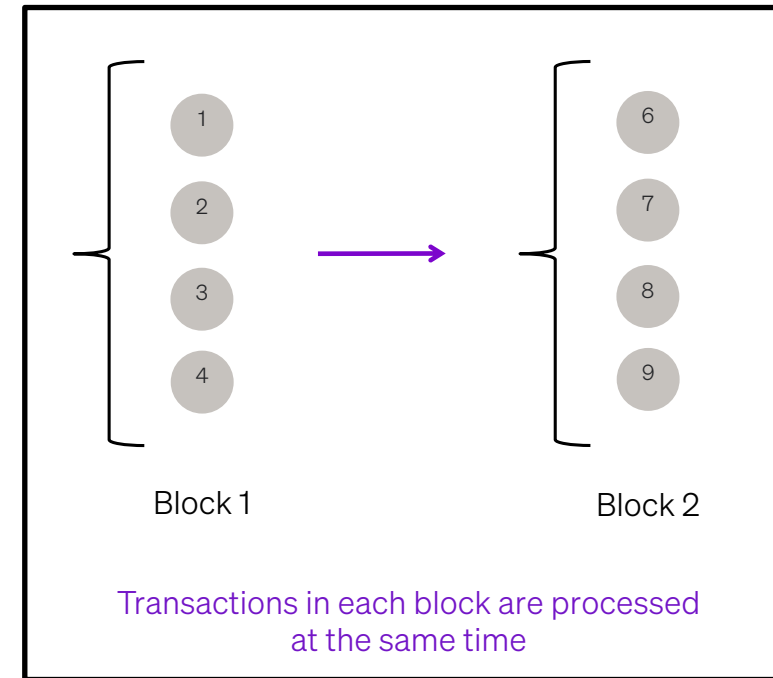 1
2
3
4
6
7
8
9
Block 1
Block 2
Transactions in each block are processed
at the same time